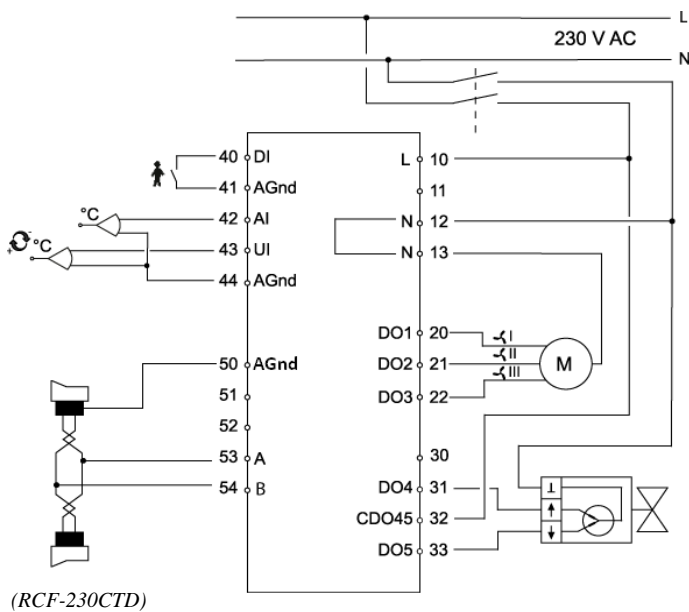 L
230 V AC
N
40 DI
L 10
41 AGnd
11
°C
42 AI
N 12
°C
43 UI
N 13
44 AGnd
DO1 20 I
50 AGnd
DO2 21 II
M
51
DO3 22 III
52
53 A
30
54 B
DO4 31
CDO45 32
DO5 33
(RCF-230CTD)